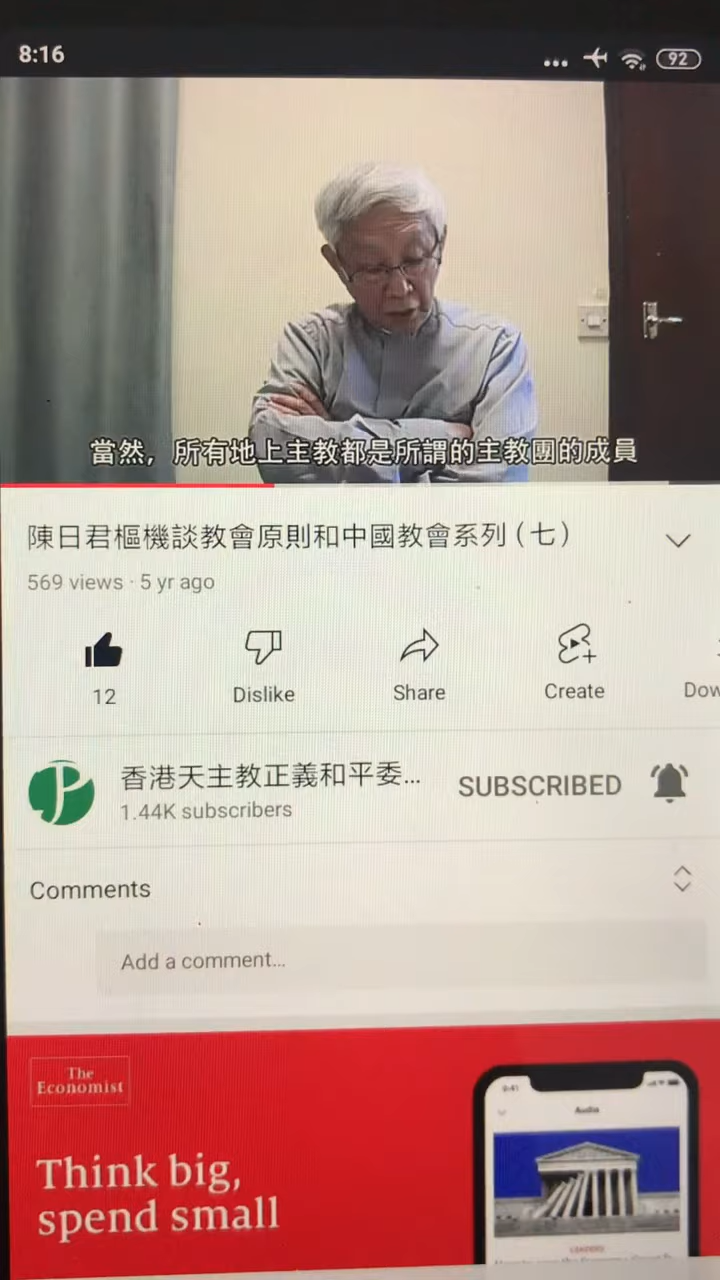 8:16
92
當然，所有地上主教都是所謂的主教團的成員
陳日君樞機談教會原則和中國教會系列（七）
569 views · 5 yr ago
12
Dislike
Share
Create
Dow
香港天主教正義和平委...
SUBSCRIBED
1.44K subscribers
Comments
Add a comment...
The
Economist
9:41
Audio
Think big,
spend small
LEADERS